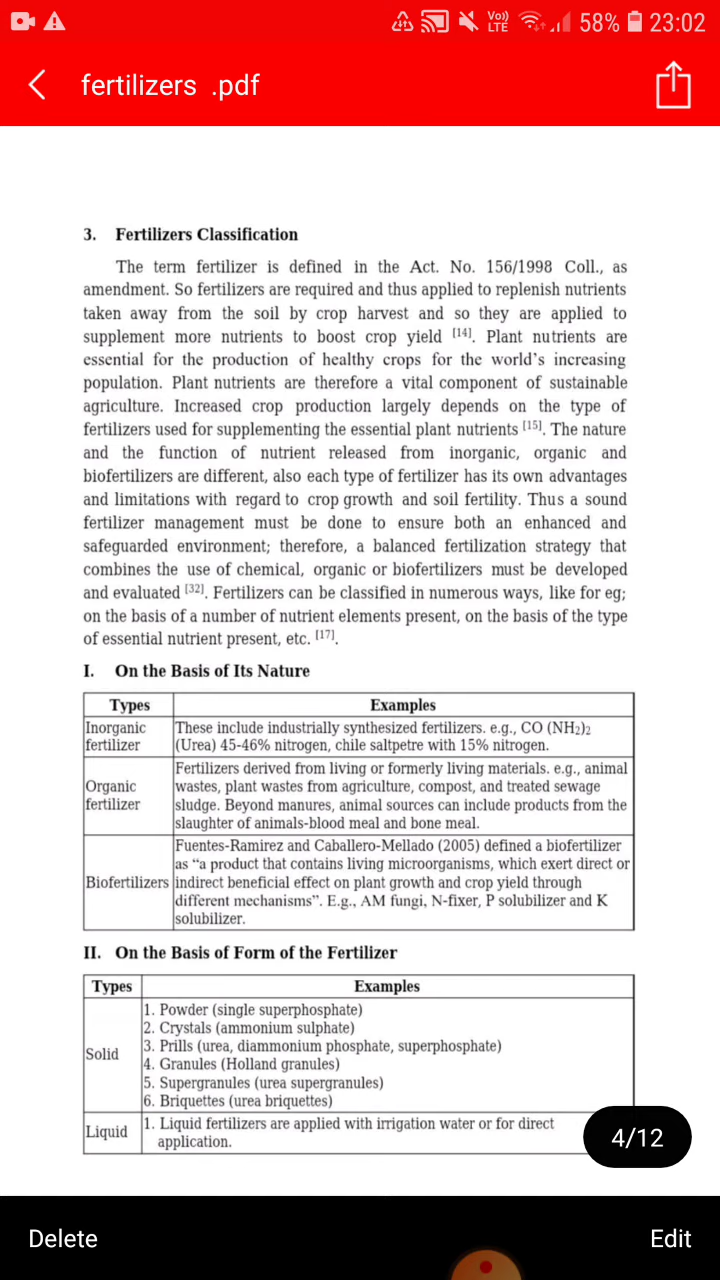 Vo))
LTE
58%
23:02
fertilizers .pdf
3. Fertilizers Classification
The term fertilizer is defined in the Act. No. 156/1998 Coll., as
amendment. So fertilizers are required and thus applied to replenish nutrients
taken away from the soil by crop harvest and so they are applied to
supplement more nutrients to boost crop yield [14]. Plant nutrients are
essential for the production of healthy crops for the world's increasing
population. Plant nutrients are therefore a vital component of sustainable
agriculture. Increased crop production largely depends on the type of
fertilizers used for supplementing the essential plant nutrients [15]. The nature
and the function of nutrient released from inorganic, organic and
biofertilizers are different, also each type of fertilizer has its own advantages
and limitations with regard to crop growth and soil fertility. Thus a sound
fertilizer management must be done to ensure both an enhanced and
safeguarded environment; therefore, a balanced fertilization strategy that
combines the use of chemical, organic or biofertilizers must be developed
and evaluated [32]. Fertilizers can be classified in numerous ways, like for eg;
on the basis of a number of nutrient elements present, on the basis of the type
of essential nutrient present, etc. [17].
I. On the Basis of Its Nature
Types Examples
Inorganic fertilizer
These include industrially synthesized fertilizers. e.g., CO (NH2)2
(Urea) 45-46% nitrogen, chile saltpetre with 15% nitrogen.
Organic fertilizer
Fertilizers derived from living or formerly living materials. e.g., animal
wastes, plant wastes from agriculture, compost, and treated sewage
sludge. Beyond manures, animal sources can include products from the
slaughter of animals-blood meal and bone meal.
Biofertilizers
Fuentes-Ramirez and Caballero-Mellado (2005) defined a biofertilizer
as "a product that contains living microorganisms, which exert direct or
indirect beneficial effect on plant growth and crop yield through
different mechanisms". E.g., AM fungi, N-fixer, P solubilizer and K
solubilizer.
II. On the Basis of Form of the Fertilizer
Types Examples
Solid
1. Powder (single superphosphate)
2. Crystals (ammonium sulphate)
3. Prills (urea, diammonium phosphate, superphosphate)
4. Granules (Holland granules)
5. Supergranules (urea supergranules)
6. Briquettes (urea briquettes)
Liquid
1. Liquid fertilizers are applied with irrigation water or for direct
application.
4/12
Delete
Edit